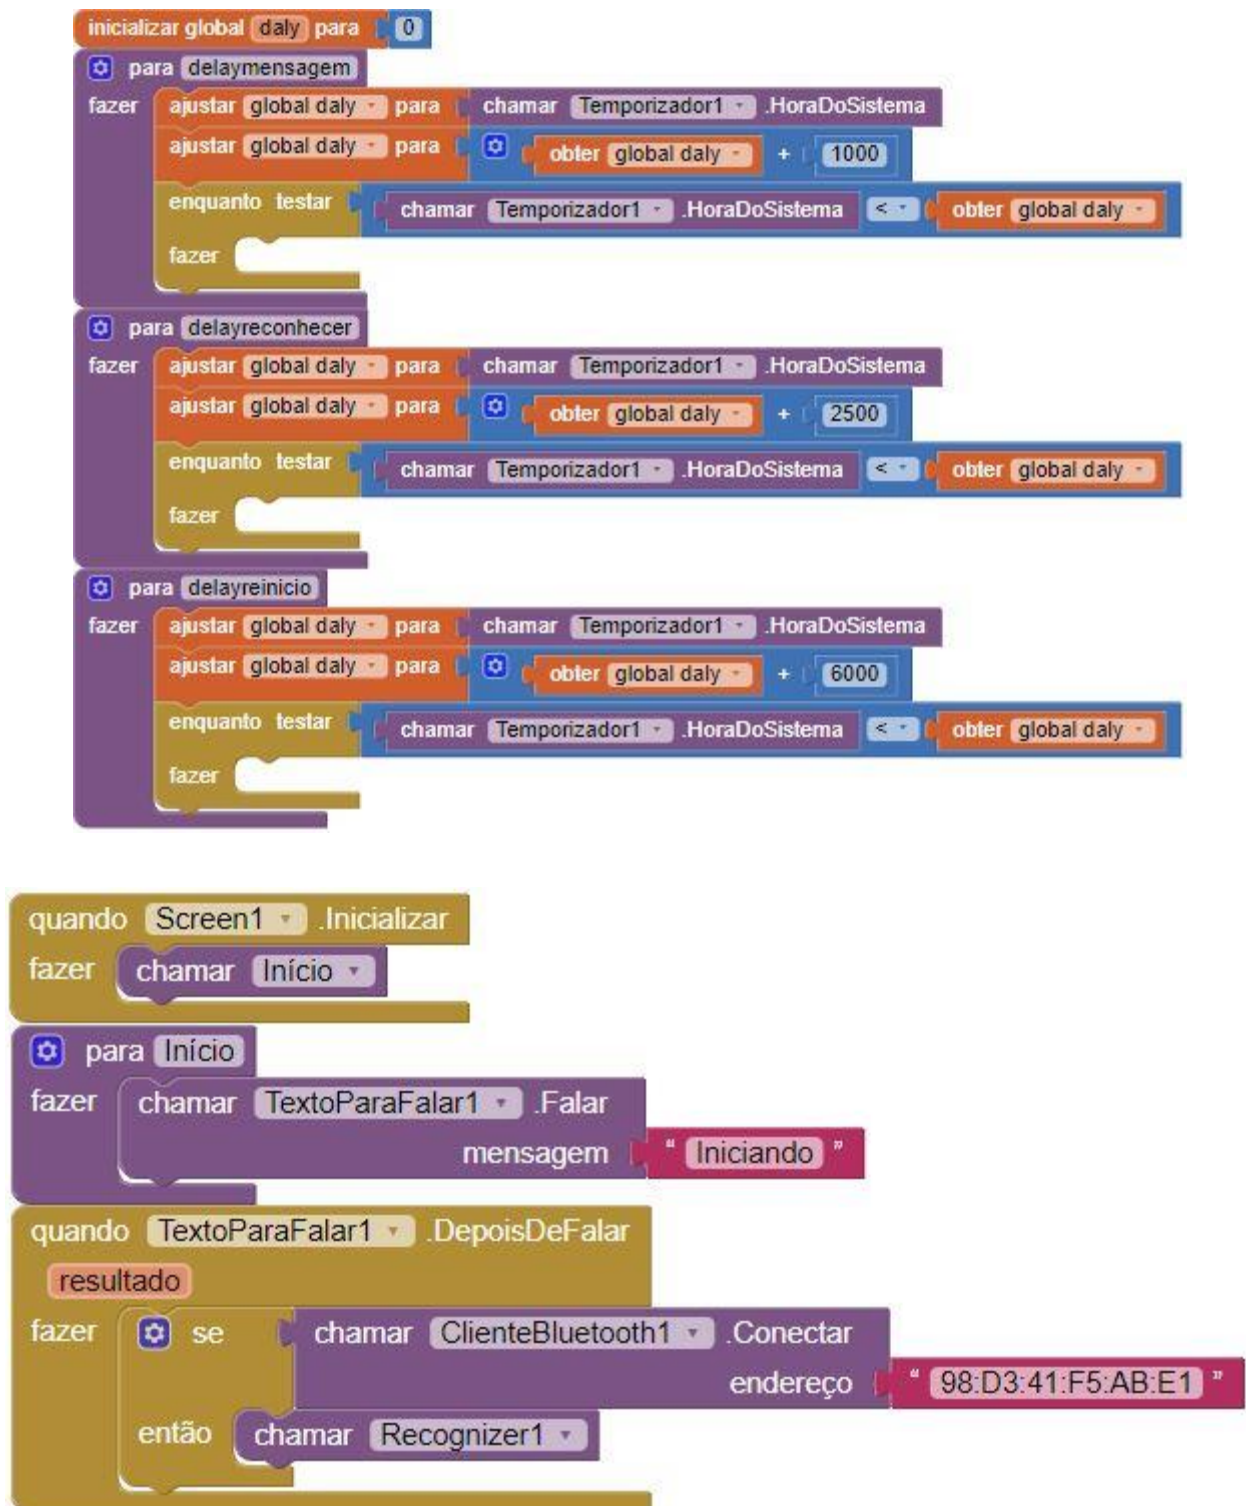 inicializar global daly para 0
para delaymensagem
fazer ajustar global daly para chamar Temporizador1 .HoraDoSistema
ajustar global daly para obter global daly + 1000
enquanto testar chamar Temporizador1 .HoraDoSistema < obter global daly
fazer
para delayreconhecer
fazer ajustar global daly para chamar Temporizador1 .HoraDoSistema
ajustar global daly para obter global daly + 2500
enquanto testar chamar Temporizador1 .HoraDoSistema < obter global daly
fazer
para delayreinicio
fazer ajustar global daly para chamar Temporizador1 .HoraDoSistema
ajustar global daly para obter global daly + 6000
enquanto testar chamar Temporizador1 .HoraDoSistema < obter global daly
fazer
quando Screen1 .Inicializar
fazer chamar Início
para Início
fazer chamar TextoParaFalar1 .Falar
mensagem " Iniciando "
quando TextoParaFalar1 .DepoisDeFalar
resultado
fazer se chamar ClienteBluetooth1 .Conectar
endereço " 98:D3:41:F5:AB:E1 "
então chamar Recognizer1